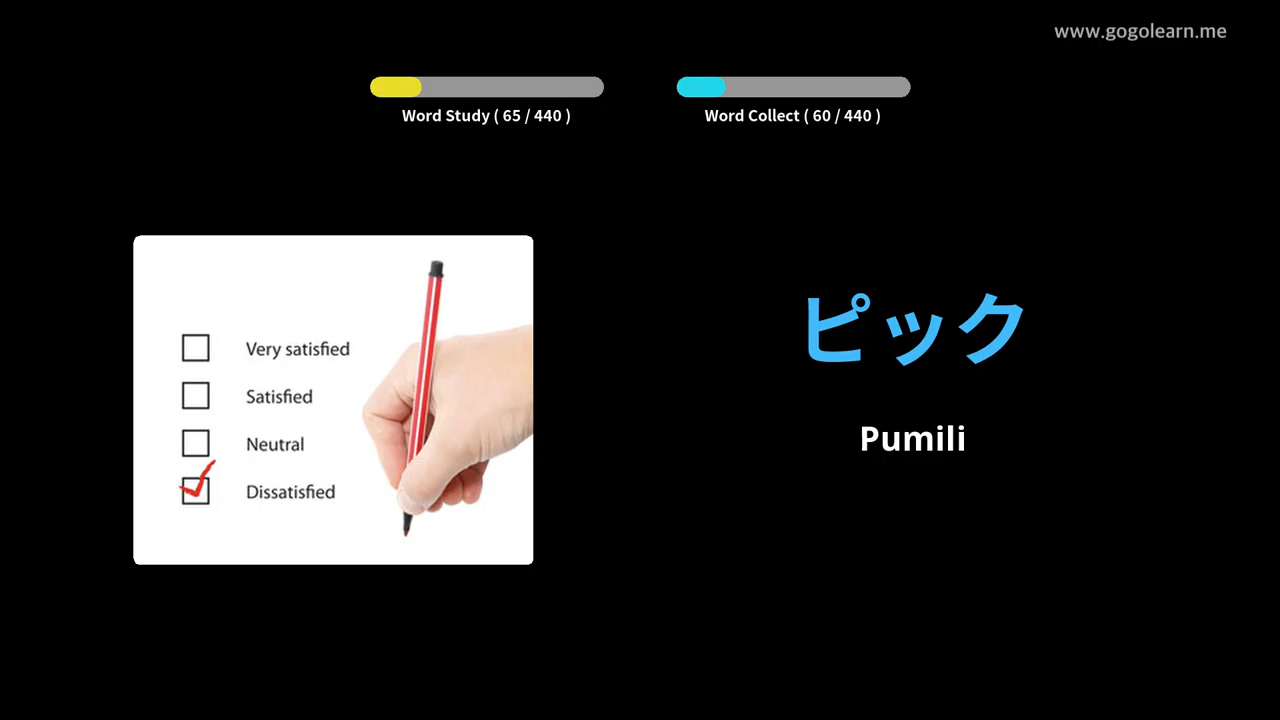 www.gogolearn.me
Word Study ( 65 / 440 )
Word Collect ( 60 / 440 )
Very satisfied
Satisfied
Neutral
Dissatisfied
ピック
Pumili